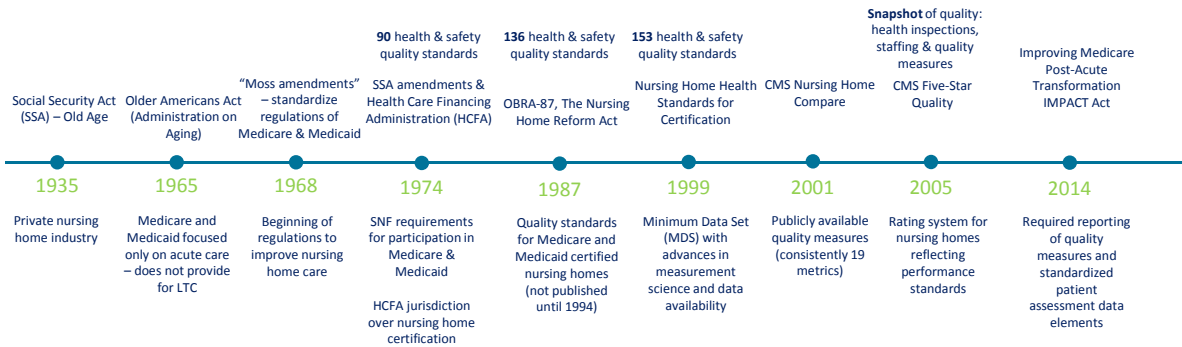 Social Security Act
(SSA) – Old Age
1935
Private nursing
home industry
Older Americans Act
(Administration on
Aging)
1965
Medicare and
Medicaid focused
only on acute care
– does not provide
for LTC
“Moss amendments”
– standardize
regulations of
Medicare & Medicaid
1968
Beginning of
regulations to
improve nursing
home care
90 health & safety
quality standards
SSA amendments &
Health Care Financing
Administration (HCFA)
1974
SNF requirements
for participation in
Medicare &
Medicaid
HCFA jurisdiction
over nursing home
certification
136 health & safety
quality standards
OBRA-87, The Nursing
Home Reform Act
1987
Quality standards
for Medicare and
Medicaid certified
nursing homes
(not published
until 1994)
153 health & safety
quality standards
Nursing Home Health
Standards for
Certification
1999
Minimum Data Set
(MDS) with
advances in
measurement
science and data
availability
CMS Nursing Home
Compare
2001
Publicly available
quality measures
(consistently 19
metrics)
Snapshot of quality:
health inspections,
staffing & quality
measures
CMS Five-Star
Quality
2005
Rating system for
nursing homes
reflecting
performance
standards
Improving Medicare
Post-Acute
Transformation
IMPACT Act
2014
Required reporting
of quality
measures and
standardized
patient
assessment data
elements